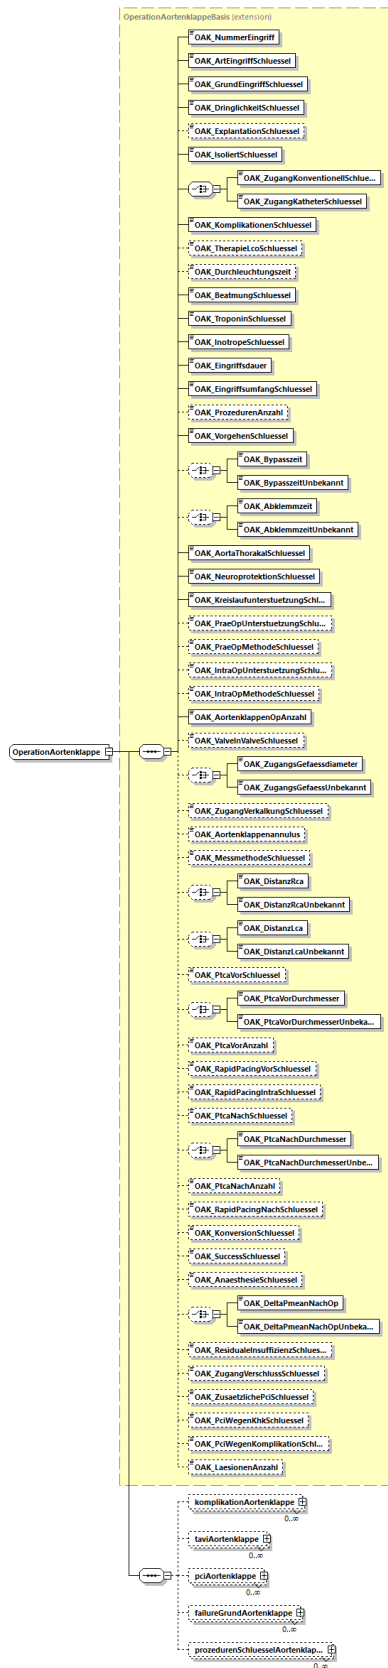 OperationAortenklappeBasis (extension)
OAK_NummerEingriff
OAK_ArtEingriffSchluessel
OAK_GrundEingriffSchluessel
OAK_DringlichkeitSchluessel
OAK_ExplantationSchluessel
OAK_IsoliertSchluessel
OAK_ZugangKonventionellSchlue...
OAK_ZugangKatheterSchluessel
OAK_KomplikationenSchluessel
OAK_TherapieLcoSchluessel
OAK_Durchleuchtungszeit
OAK_BeatmungSchluessel
OAK_TroponinSchluessel
OAK_InotropeSchluessel
OAK_Eingriffsdauer
OAK_EingriffsumfangSchluessel
OAK_ProzedurenAnzahl
OAK_VorgehenSchluessel
OAK_Bypasszeit
OAK_BypasszeitUnbekannt
OAK_Abklemmzeit
OAK_AbklemmzeitUnbekannt
OAK_AortaThorakalSchluessel
OAK_NeuroprotektionSchluessel
OAK_KreislaufunterstuetzungSchl...
OAK_PraeOpUnterstuetzungSchlu...
OAK_PraeOpMethodeSchluessel
OAK_IntraOpUnterstuetzungSchlu...
OAK_IntraOpMethodeSchluessel
OAK_AortenklappenOpAnzahl
OAK_ValveInValveSchluessel
OperationAortenklappe
OAK_ZugangsGefaessdiameter
OAK_ZugangsGefaessUnbekannt
OAK_ZugangVerkalkungSchluessel
OAK_Aortenklappenannulus
OAK_MessmethodeSchluessel
OAK_DistanzRca
OAK_DistanzRcaUnbekannt
OAK_DistanzLca
OAK_DistanzLcaUnbekannt
OAK_PtcaVorSchluessel
OAK_PtcaVorDurchmesser
OAK_PtcaVorDurchmesserUnbeka...
OAK_PtcaVorAnzahl
OAK_RapidPacingVorSchluessel
OAK_RapidPacingIntraSchluessel
OAK_PtcaNachSchluessel
OAK_PtcaNachDurchmesser
OAK_PtcaNachDurchmesserUnbe...
OAK_PtcaNachAnzahl
OAK_RapidPacingNachSchluessel
OAK_KonversionSchluessel
OAK_SuccessSchluessel
OAK_AnaesthesieSchluessel
OAK_DeltaPmeanNachOp
OAK_DeltaPmeanNachOpUnbeka...
OAK_ResidualeInsuffizienzSchlues...
OAK_ZugangVerschlussSchluessel
OAK_ZusaetzlichePciSchluessel
OAK_PciWegenKhkSchluessel
OAK_PciWegenKomplikationSchl...
OAK_LaesionenAnzahl
komplikationAortenklappe
0..∞
taviAortenklappe
0..∞
pciAortenklappe
0..∞
failureGrundAortenklappe
0..∞
prozedurenSchluesselAortenklap...
0..∞